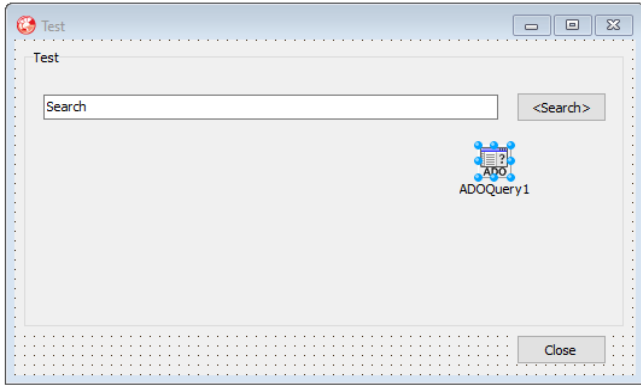 Test
Test
Search
<Search>
? ADO
ADOQuery1
Close